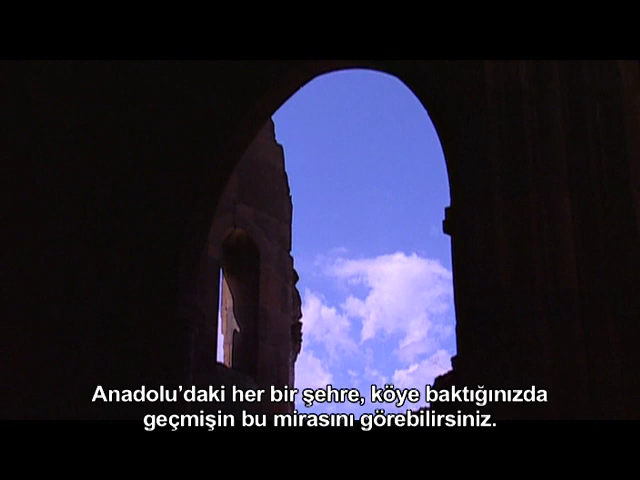 Anadolu’daki her bir şehre, köye baktığınızda
geçmişin bu mirasını görebilirsiniz.